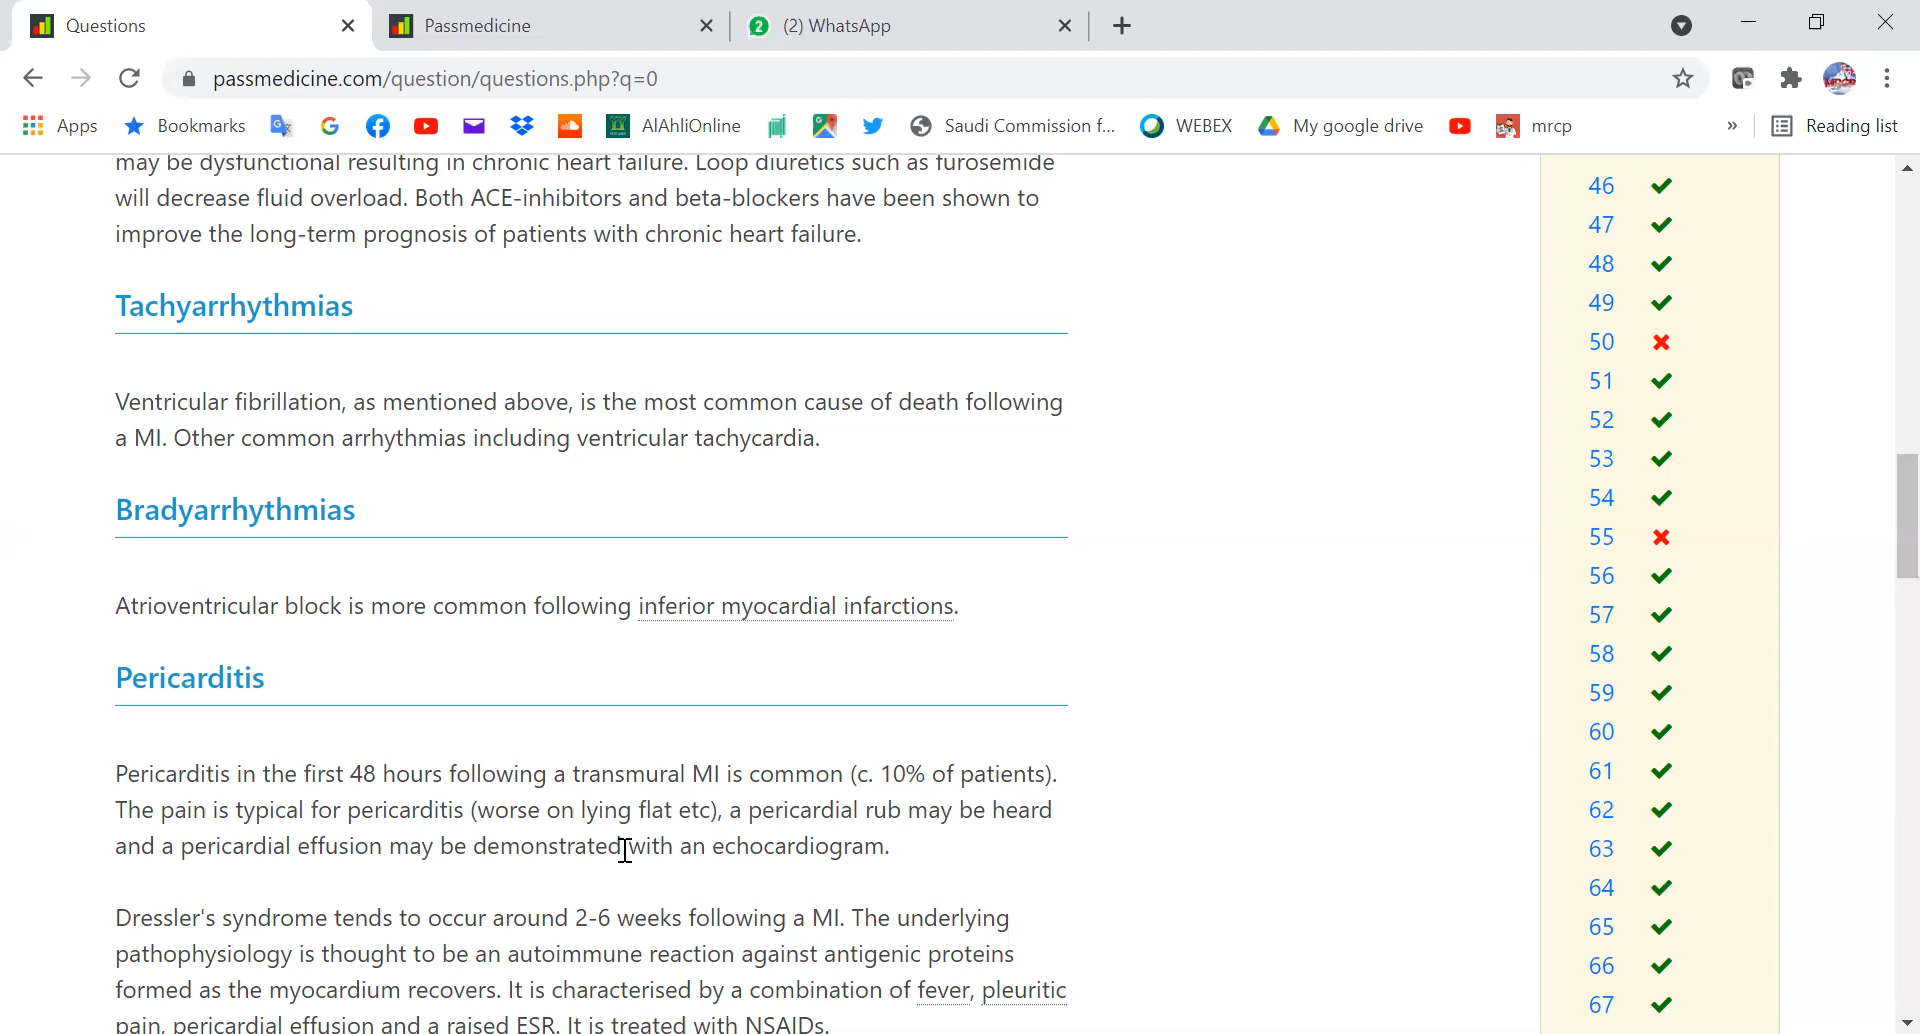 Questions
Passmedicine
2 (2) WhatsApp
passmedicine.com/question/questions.php?q=0
Apps Bookmarks AlAhliOnline Saudi Commission f... WEBEX My google drive mrcp » Reading list
may be dysfunctional resulting in chronic heart failure. Loop diuretics such as furosemide
will decrease fluid overload. Both ACE-inhibitors and beta-blockers have been shown to
improve the long-term prognosis of patients with chronic heart failure.
Tachyarrhythmias
Ventricular fibrillation, as mentioned above, is the most common cause of death following
a MI. Other common arrhythmias including ventricular tachycardia.
Bradyarrhythmias
Atrioventricular block is more common following inferior myocardial infarctions.
Pericarditis
Pericarditis in the first 48 hours following a transmural MI is common (c. 10% of patients).
The pain is typical for pericarditis (worse on lying flat etc), a pericardial rub may be heard
and a pericardial effusion may be demonstrated with an echocardiogram.
Dressler's syndrome tends to occur around 2-6 weeks following a MI. The underlying
pathophysiology is thought to be an autoimmune reaction against antigenic proteins
formed as the myocardium recovers. It is characterised by a combination of fever, pleuritic
pain, pericardial effusion and a raised ESR. It is treated with NSAIDs.
46
47
48
49
50
51
52
53
54
55
56
57
58
59
60
61
62
63
64
65
66
67